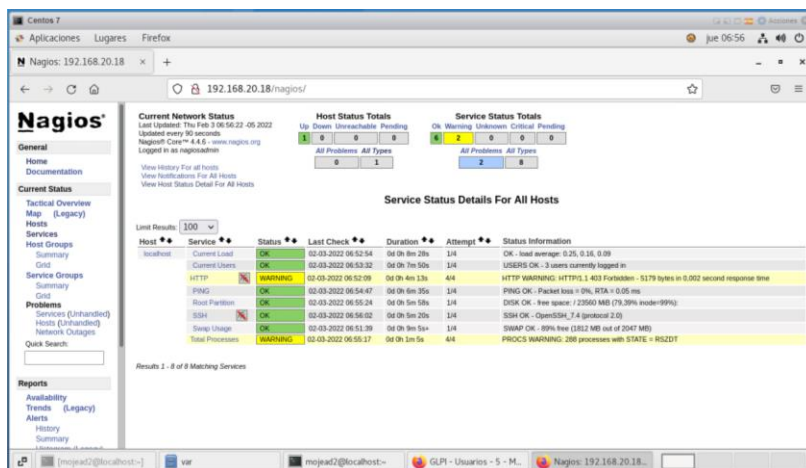 Centos 7
Acciones
Aplicaciones Lugares Firefox jue 06:56
Nagios: 192.168.20.18
192.168.20.18/nagios/
Nagios®
General
Home
Documentation
Current Status
Tactical Overview
Map (Legacy)
Hosts
Services
Host Groups
Summary
Grid
Service Groups
Summary
Grid
Problems
Services (Unhandled)
Hosts (Unhandled)
Network Outages
Quick Search:
Reports
Availability
Trends (Legacy)
Alerts
History
Summary
Current Network Status
Last Updated: Thu Feb 3 06:56:22 -05 2022
Updated every 90 seconds
Nagios® Core™ 4.4.6 - www.nagios.org
Logged in as nagiosadmin
View History For all hosts
View Notifications For All Hosts
View Host Status Detail For All Hosts
Host Status Totals
Up Down Unreachable Pending
1 0 0 0
All Problems All Types
0 1
Service Status Totals
Ok Warning Unknown Critical Pending
6 2 0 0 0
All Problems All Types
2 8
Service Status Details For All Hosts
Limit Results: 100
Host Service Status Last Check Duration Attempt Status Information
localhost Current Load OK 02-03-2022 06:52:54 0d 0h 8m 28s 1/4 OK - load average: 0.25, 0.16, 0.09
Current Users OK 02-03-2022 06:53:32 0d 0h 7m 50s 1/4 USERS OK - 3 users currently logged in
HTTP WARNING 02-03-2022 06:52:09 0d 0h 4m 13s 4/4 HTTP WARNING: HTTP/1.1 403 Forbidden - 5179 bytes in 0.002 second response time
PING OK 02-03-2022 06:54:47 0d 0h 6m 35s 1/4 PING OK - Packet loss = 0%, RTA = 0.05 ms
Root Partition OK 02-03-2022 06:55:24 0d 0h 5m 58s 1/4 DISK OK - free space: / 23560 MiB (79,39% inode=99%):
SSH OK 02-03-2022 06:56:02 0d 0h 5m 20s 1/4 SSH OK - OpenSSH_7.4 (protocol 2.0)
Swap Usage OK 02-03-2022 06:51:39 0d 0h 9m 5s+ 1/4 SWAP OK - 89% free (1812 MB out of 2047 MB)
Total Processes WARNING 02-03-2022 06:55:17 0d 0h 1m 5s 4/4 PROCS WARNING: 288 processes with STATE = RSZDT
Results 1 - 8 of 8 Matching Services
[mojead2@localhost:~] var mojead2@localhost:~ GLPI - Usuarios - 5 - M... Nagios: 192.168.20.18...